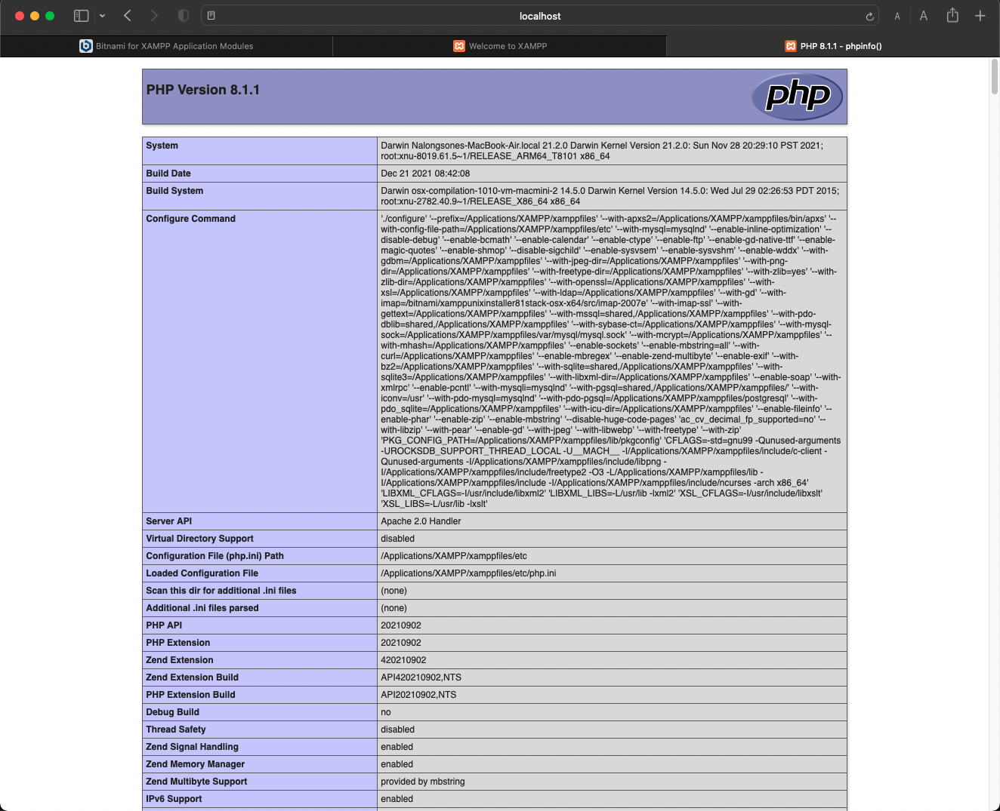 localhost
A
A
Bitnami for XAMPP Application Modules
Welcome to XAMPP
PHP 8.1.1 - phpinfo()
PHP Version 8.1.1
php
System
Darwin Nalongsones-MacBook-Air.local 21.2.0 Darwin Kernel Version 21.2.0: Sun Nov 28 20:29:10 PST 2021;
root:xnu-8019.61.5~1/RELEASE_ARM64_T8101 x86_64
Build Date
Dec 21 2021 08:42:08
Build System
Darwin osx-compilation-1010-vm-macmini-2 14.5.0 Darwin Kernel Version 14.5.0: Wed Jul 29 02:26:53 PDT 2015;
root:xnu-2782.40.9~1/RELEASE_X86_64 x86_64
Configure Command
'./configure' '--prefix=/Applications/XAMPP/xamppfiles' '--with-apxs2=/Applications/XAMPP/xamppfiles/bin/apxs' '--
with-config-file-path=/Applications/XAMPP/xamppfiles/etc' '--with-mysql=mysqlnd' '--enable-inline-optimization' '--
disable-debug' '--enable-bcmath' '--enable-calendar' '--enable-ctype' '--enable-ftp' '--enable-gd-native-ttf' '--enable-
magic-quotes' '--enable-shmop' '--disable-sigchild' '--enable-sysvsem' '--enable-sysvshm' '--enable-wddx' '--with-
gdbm=/Applications/XAMPP/xamppfiles' '--with-jpeg-dir=/Applications/XAMPP/xamppfiles' '--with-png-
dir=/Applications/XAMPP/xamppfiles' '--with-freetype-dir=/Applications/XAMPP/xamppfiles' '--with-zlib=yes' '--with-
zlib-dir=/Applications/XAMPP/xamppfiles' '--with-openssl=/Applications/XAMPP/xamppfiles' '--with-
xsl=/Applications/XAMPP/xamppfiles' '--with-ldap=/Applications/XAMPP/xamppfiles' '--with-gd' '--with-
imap=/bitnami/xamppunixinstaller81stack-osx-x64/src/imap-2007e' '--with-imap-ssl' '--with-
gettext=/Applications/XAMPP/xamppfiles' '--with-mssql=shared,/Applications/XAMPP/xamppfiles' '--with-pdo-
dblib=shared,/Applications/XAMPP/xamppfiles' '--with-sybase-ct=/Applications/XAMPP/xamppfiles' '--with-mysql-
sock=/Applications/XAMPP/xamppfiles/var/mysql/mysql.sock' '--with-mcrypt=/Applications/XAMPP/xamppfiles' '--
with-mhash=/Applications/XAMPP/xamppfiles' '--enable-sockets' '--enable-mbstring=all' '--with-
curl=/Applications/XAMPP/xamppfiles' '--enable-mbregex' '--enable-zend-multibyte' '--enable-exif' '--with-
bz2=/Applications/XAMPP/xamppfiles' '--with-sqlite=shared,/Applications/XAMPP/xamppfiles' '--with-
sqlite3=/Applications/XAMPP/xamppfiles' '--with-libxml-dir=/Applications/XAMPP/xamppfiles' '--enable-soap' '--with-
xmlrpc' '--enable-pcntl' '--with-mysqli=mysqlnd' '--with-pgsql=shared,/Applications/XAMPP/xamppfiles/' '--with-
iconv=/usr' '--with-pdo-mysql=mysqlnd' '--with-pdo-pgsql=/Applications/XAMPP/xamppfiles/postgresql' '--with-
pdo_sqlite=/Applications/XAMPP/xamppfiles' '--with-icu-dir=/Applications/XAMPP/xamppfiles' '--enable-fileinfo' '--
enable-phar' '--enable-zip' '--enable-mbstring' '--disable-huge-code-pages' 'ac_cv_decimal_fp_supported=no' '--
with-libzip' '--with-pear' '--enable-gd' '--with-jpeg' '--with-libwebp' '--with-freetype' '--with-zip'
'PKG_CONFIG_PATH=/Applications/XAMPP/xamppfiles/lib/pkgconfig' 'CFLAGS=-std=gnu99 -Qunused-arguments
-UROCKSDB_SUPPORT_THREAD_LOCAL -U__MACH__ -I/Applications/XAMPP/xamppfiles/include/c-client -
Qunused-arguments -I/Applications/XAMPP/xamppfiles/include/libpng -
I/Applications/XAMPP/xamppfiles/include/freetype2 -O3 -L/Applications/XAMPP/xamppfiles/lib -
I/Applications/XAMPP/xamppfiles/include -I/Applications/XAMPP/xamppfiles/include/ncurses -arch x86_64'
'LIBXML_CFLAGS=-I/usr/include/libxml2' 'LIBXML_LIBS=-L/usr/lib -lxml2' 'XSL_CFLAGS=-I/usr/include/libxslt'
'XSL_LIBS=-L/usr/lib -lxslt'
Server API
Apache 2.0 Handler
Virtual Directory Support
disabled
Configuration File (php.ini) Path
/Applications/XAMPP/xamppfiles/etc
Loaded Configuration File
/Applications/XAMPP/xamppfiles/etc/php.ini
Scan this dir for additional .ini files
(none)
Additional .ini files parsed
(none)
PHP API
20210902
PHP Extension
20210902
Zend Extension
420210902
Zend Extension Build
API420210902,NTS
PHP Extension Build
API20210902,NTS
Debug Build
no
Thread Safety
disabled
Zend Signal Handling
enabled
Zend Memory Manager
enabled
Zend Multibyte Support
provided by mbstring
IPv6 Support
enabled